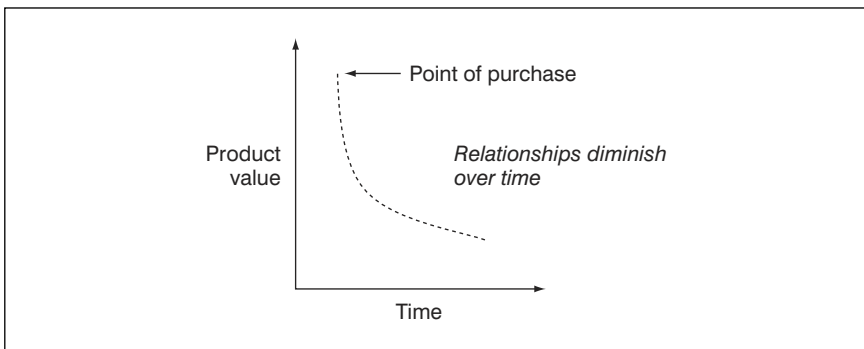 Point of purchase
Product
value
Relationships diminish
over time
Time